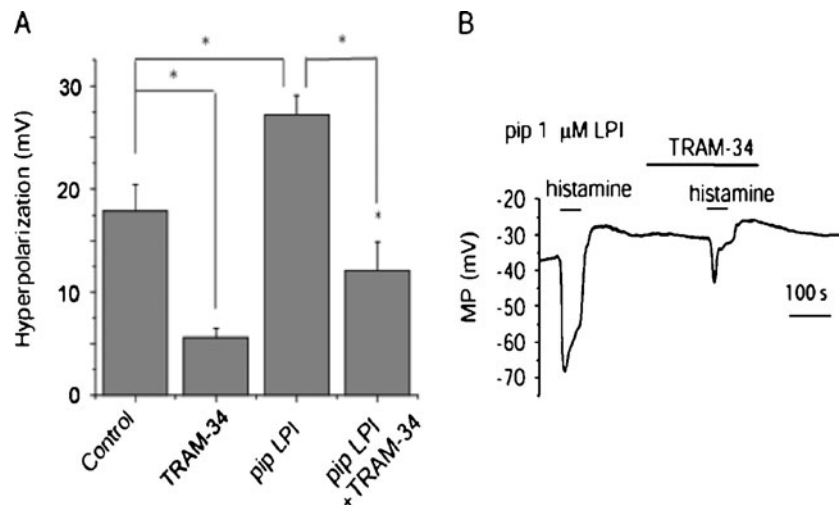 A
Hyperpolarization (mV)
30
20
10
0
*
*
*
*
Control
TRAM-34
pip LPI
pip LPI
+TRAM-34
B
pip 1 µM LPI
TRAM-34
histamine
histamine
MP (mV)
-20
-30
-40
-50
-60
-70
100 s